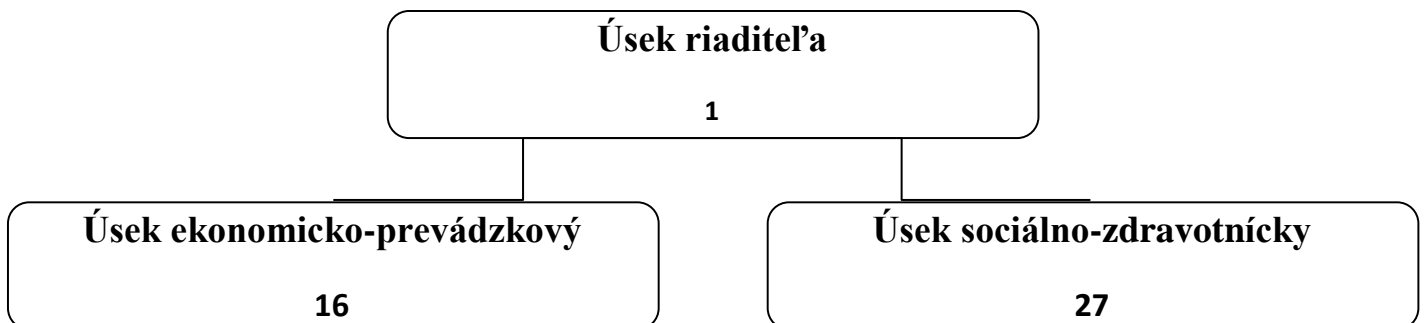 Úsek riaditeľa
1
Úsek ekonomicko-prevádzkový
16
Úsek sociálno-zdravotnícky
27